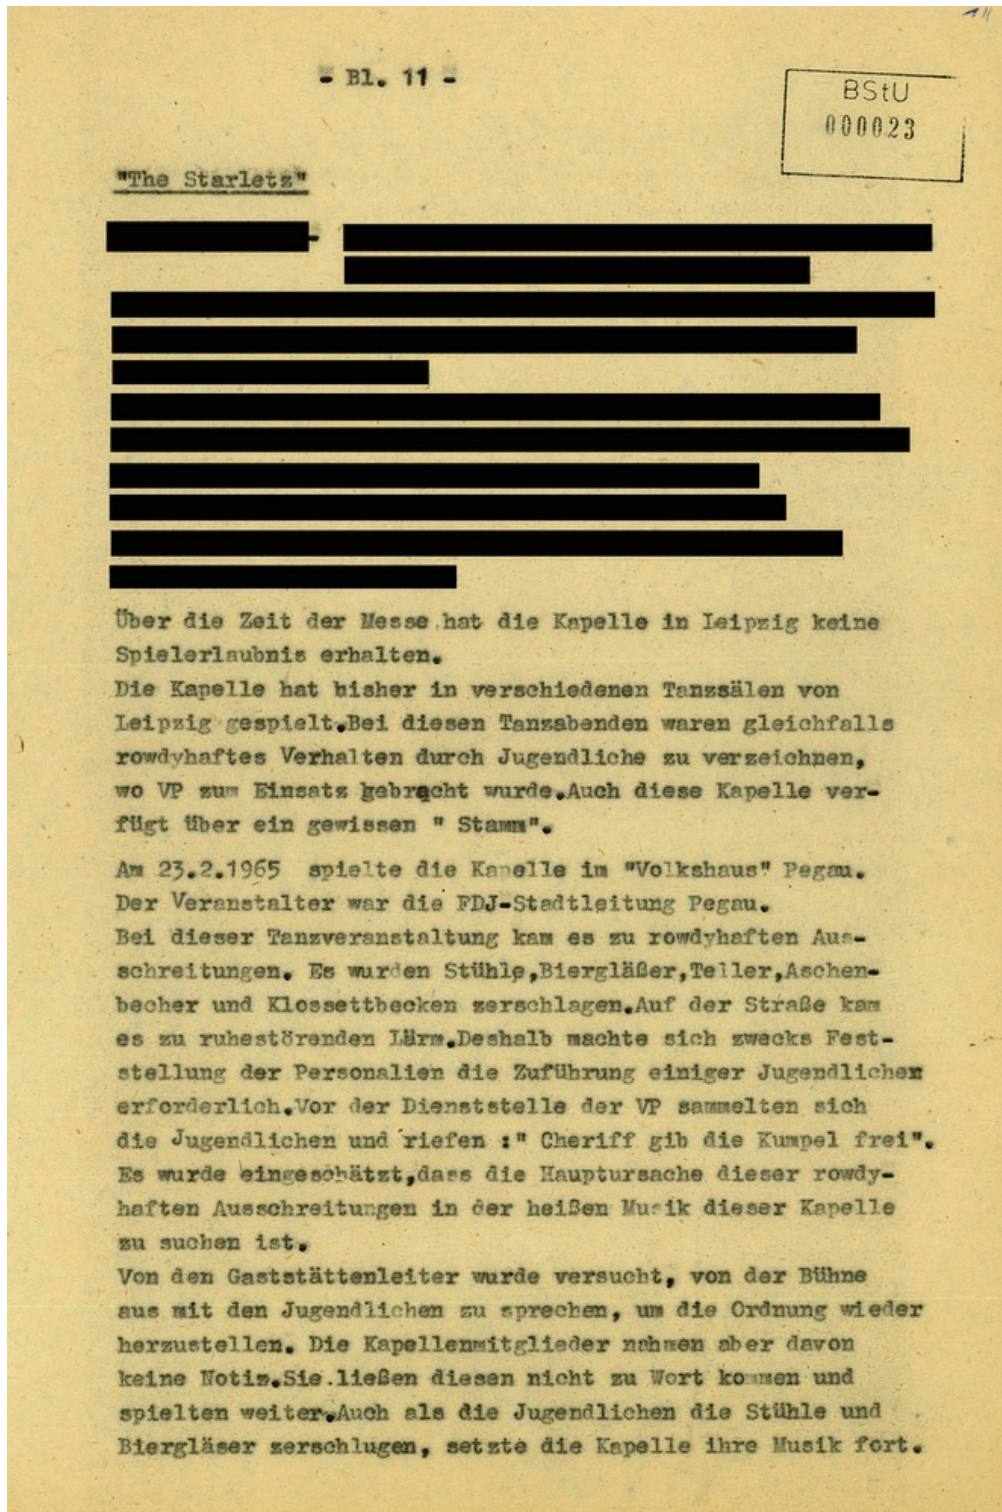 - Bl. 11 -
BStU
000023
"The Starletz"
-
Über die Zeit der Messe hat die Kapelle in Leipzig keine
Spielerlaubnis erhalten.
Die Kapelle hat bisher in verschiedenen Tanzsälen von
Leipzig gespielt.Bei diesen Tanzabenden waren gleichfalls
rowdyhaftes Verhalten durch Jugendliche zu verzeichnen,
wo VP zum Einsatz gebracht wurde.Auch diese Kapelle ver-
fügt über ein gewissen " Stamm".
Am 23.2.1965 spielte die Kapelle im "Volkshaus" Pegau.
Der Veranstalter war die FDJ-Stadtleitung Pegau.
Bei dieser Tanzveranstaltung kam es zu rowdyhaften Aus-
schreitungen. Es wurden Stühle,Biergläßer,Teller,Aschen-
becher und Klossettbecken zerschlagen.Auf der Straße kam
es zu ruhestörenden Lärm.Deshalb machte sich zwecks Fest-
stellung der Personalien die Zuführung einiger Jugendlichen
erforderlich.Vor der Dienststelle der VP sammelten sich
die Jugendlichen und riefen :" Cheriff gib die Kumpel frei".
Es wurde eingeschätzt,dass die Hauptursache dieser rowdy-
haften Ausschreitungen in der heißen Musik dieser Kapelle
zu suchen ist.
Von den Gaststättenleiter wurde versucht, von der Bühne
aus mit den Jugendlichen zu sprechen, um die Ordnung wieder
herzustellen. Die Kapellenmitglieder nahmen aber davon
keine Notiz.Sie ließen diesen nicht zu Wort kommen und
spielten weiter.Auch als die Jugendlichen die Stühle und
Biergläser zerschlugen, setzte die Kapelle ihre Musik fort.